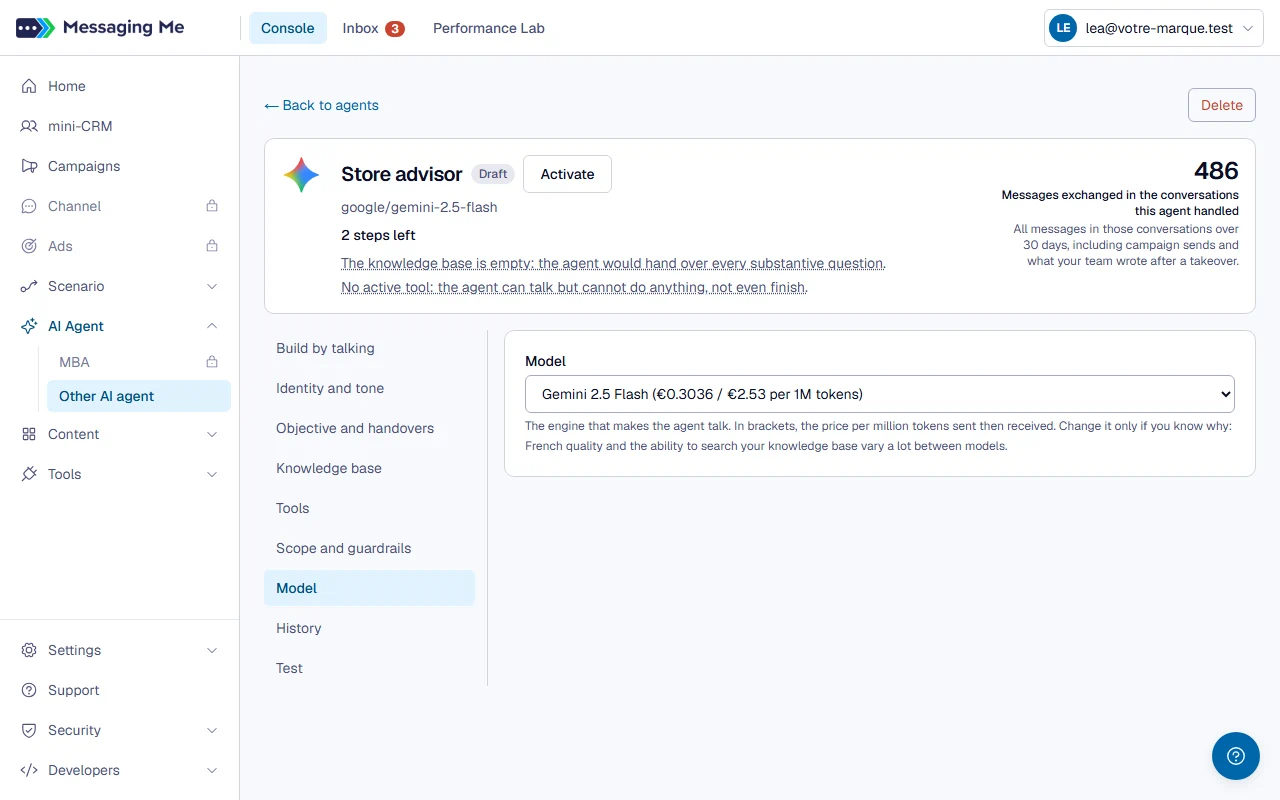 Messaging Me
Console
Inbox 3
Performance Lab
LE lea@votre-marque.test
Home
mini-CRM
Campaigns
Channel
Ads
Scenario
AI Agent
MBA
Other AI agent
Content
Tools
Settings
Support
Security
Developers
← Back to agents
Delete
Store advisor Draft Activate
google/gemini-2.5-flash
2 steps left
The knowledge base is empty: the agent would hand over every substantive question.
No active tool: the agent can talk but cannot do anything, not even finish.
486
Messages exchanged in the conversations
this agent handled
All messages in those conversations over
30 days, including campaign sends and
what your team wrote after a takeover.
Build by talking
Identity and tone
Objective and handovers
Knowledge base
Tools
Scope and guardrails
Model
History
Test
Model
Gemini 2.5 Flash (€0.3036 / €2.53 per 1M tokens)
The engine that makes the agent talk. In brackets, the price per million tokens sent then received. Change it only if you know why:
French quality and the ability to search your knowledge base vary a lot between models.